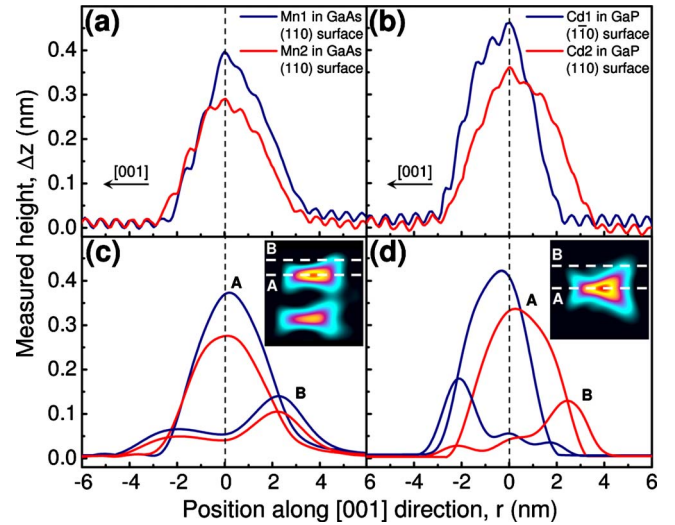 (a)
Mn1 in GaAs
(110) surface
Mn2 in GaAs
(110) surface
(b)
Cd1 in GaP
(11̄0) surface
Cd2 in GaP
(110) surface
0.4
0.3
0.2
0.1
0.0
[001]
[001]
Measured height, Δz (nm)
(c)
A
B
B
A
(d)
A
B
B
A
0.4
0.3
0.2
0.1
0.0
-6 -4 -2 0 2 4 -6 -4 -2 0 2 4 6
Position along [001] direction, r (nm)